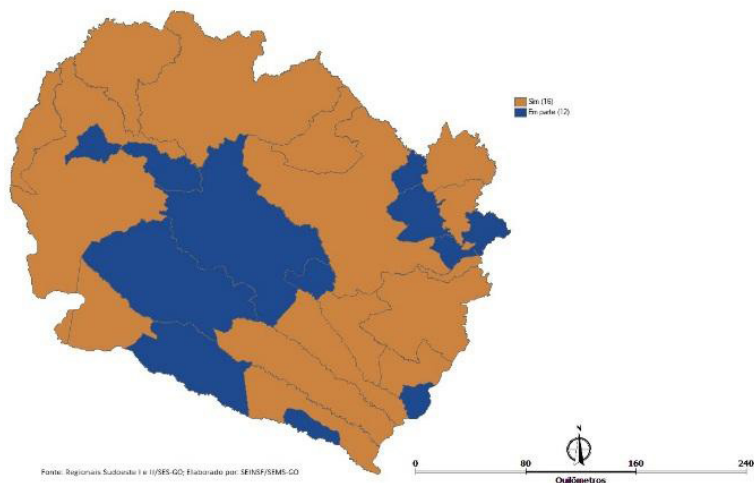 Sim (16)
Em parte (12)
N
Fonte: Regionais Sudoeste I e II/SES-GO; Elaborado por: SEINSF/SEMS-GO
0 80 160 240
Quilômetros